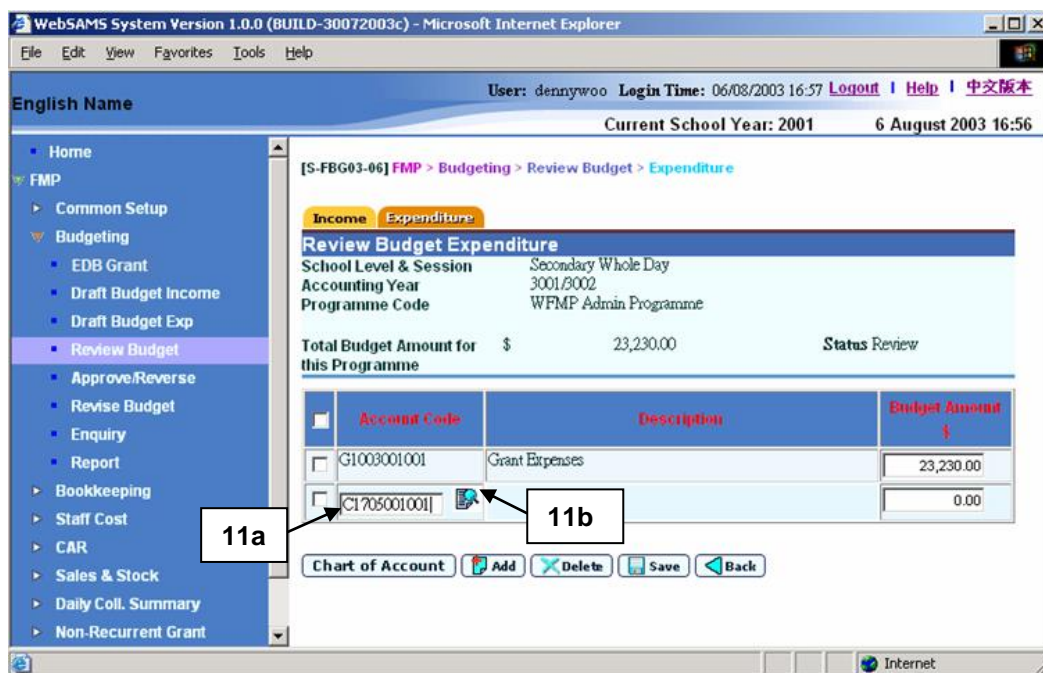 WebSAMS System Version 1.0.0 (BUILD-30072003c) - Microsoft Internet Explorer
File Edit View Favorites Tools Help
User: dennywoo Login Time: 06/08/2003 16:57 Logout | Help | 中文版本
English Name
Current School Year: 2001 6 August 2003 16:56
Home
FMP
Common Setup
Budgeting
EDB Grant
Draft Budget Income
Draft Budget Exp
Review Budget
Approve/Reverse
Revise Budget
Enquiry
Report
Bookkeeping
Staff Cost
CAR
Sales & Stock
Daily Coll. Summary
Non-Recurrent Grant
[S-FBG03-06] FMP > Budgeting > Review Budget > Expenditure
Income Expenditure
Review Budget Expenditure
School Level & Session Secondary Whole Day
Accounting Year 3001/3002
Programme Code WFMP Admin Programme
Total Budget Amount for $ 23,230.00 Status Review
this Programme
Account Code Description Budget Amount
$
G1003001001 Grant Expenses 23,230.00
C1705001001 0.00
11a
11b
Chart of Account Add Delete Save Back
Internet